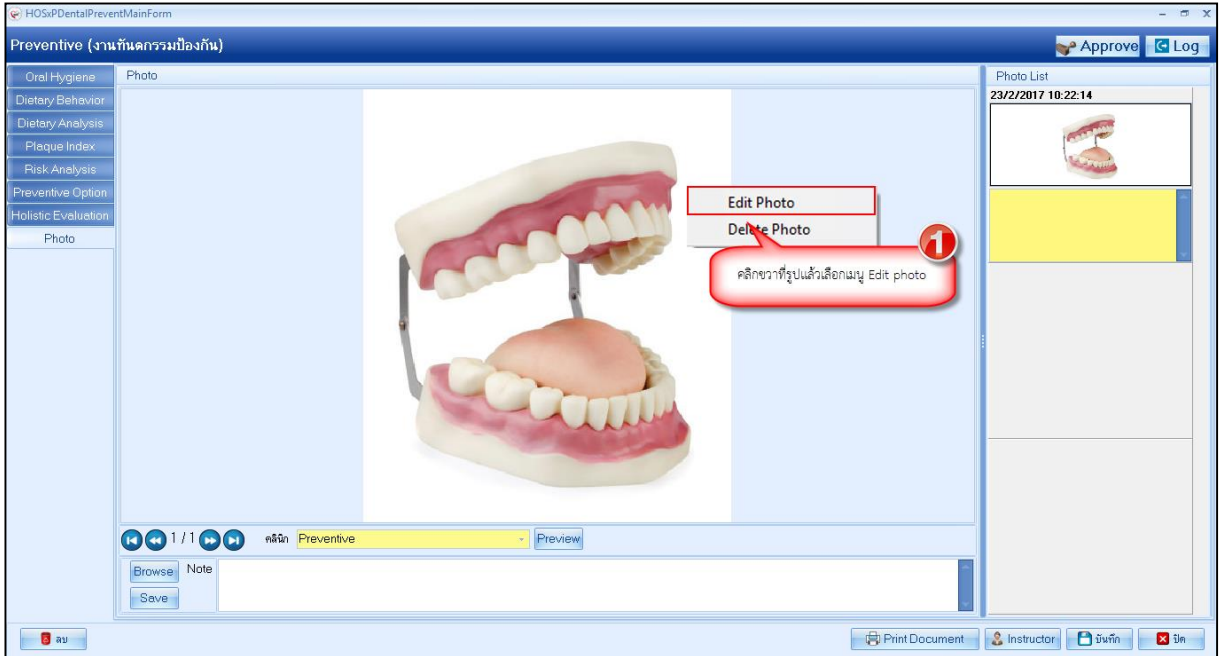 HOSxPDentalPreventMainForm
Preventive (งานทันตกรรมป้องกัน)
Approve
Log
Oral Hygiene
Dietary Behavior
Dietary Analysis
Plaque Index
Risk Analysis
Preventive Option
Holistic Evaluation
Photo
Photo
Edit Photo
Delete Photo
1
คลิกขวาที่รูปแล้วเลือกเมนู Edit photo
1 / 1
คลินิก Preventive
Preview
Browse
Note
Save
Photo List
23/2/2017 10:22:14
ลบ
Print Document
Instructor
บันทึก
ปิด